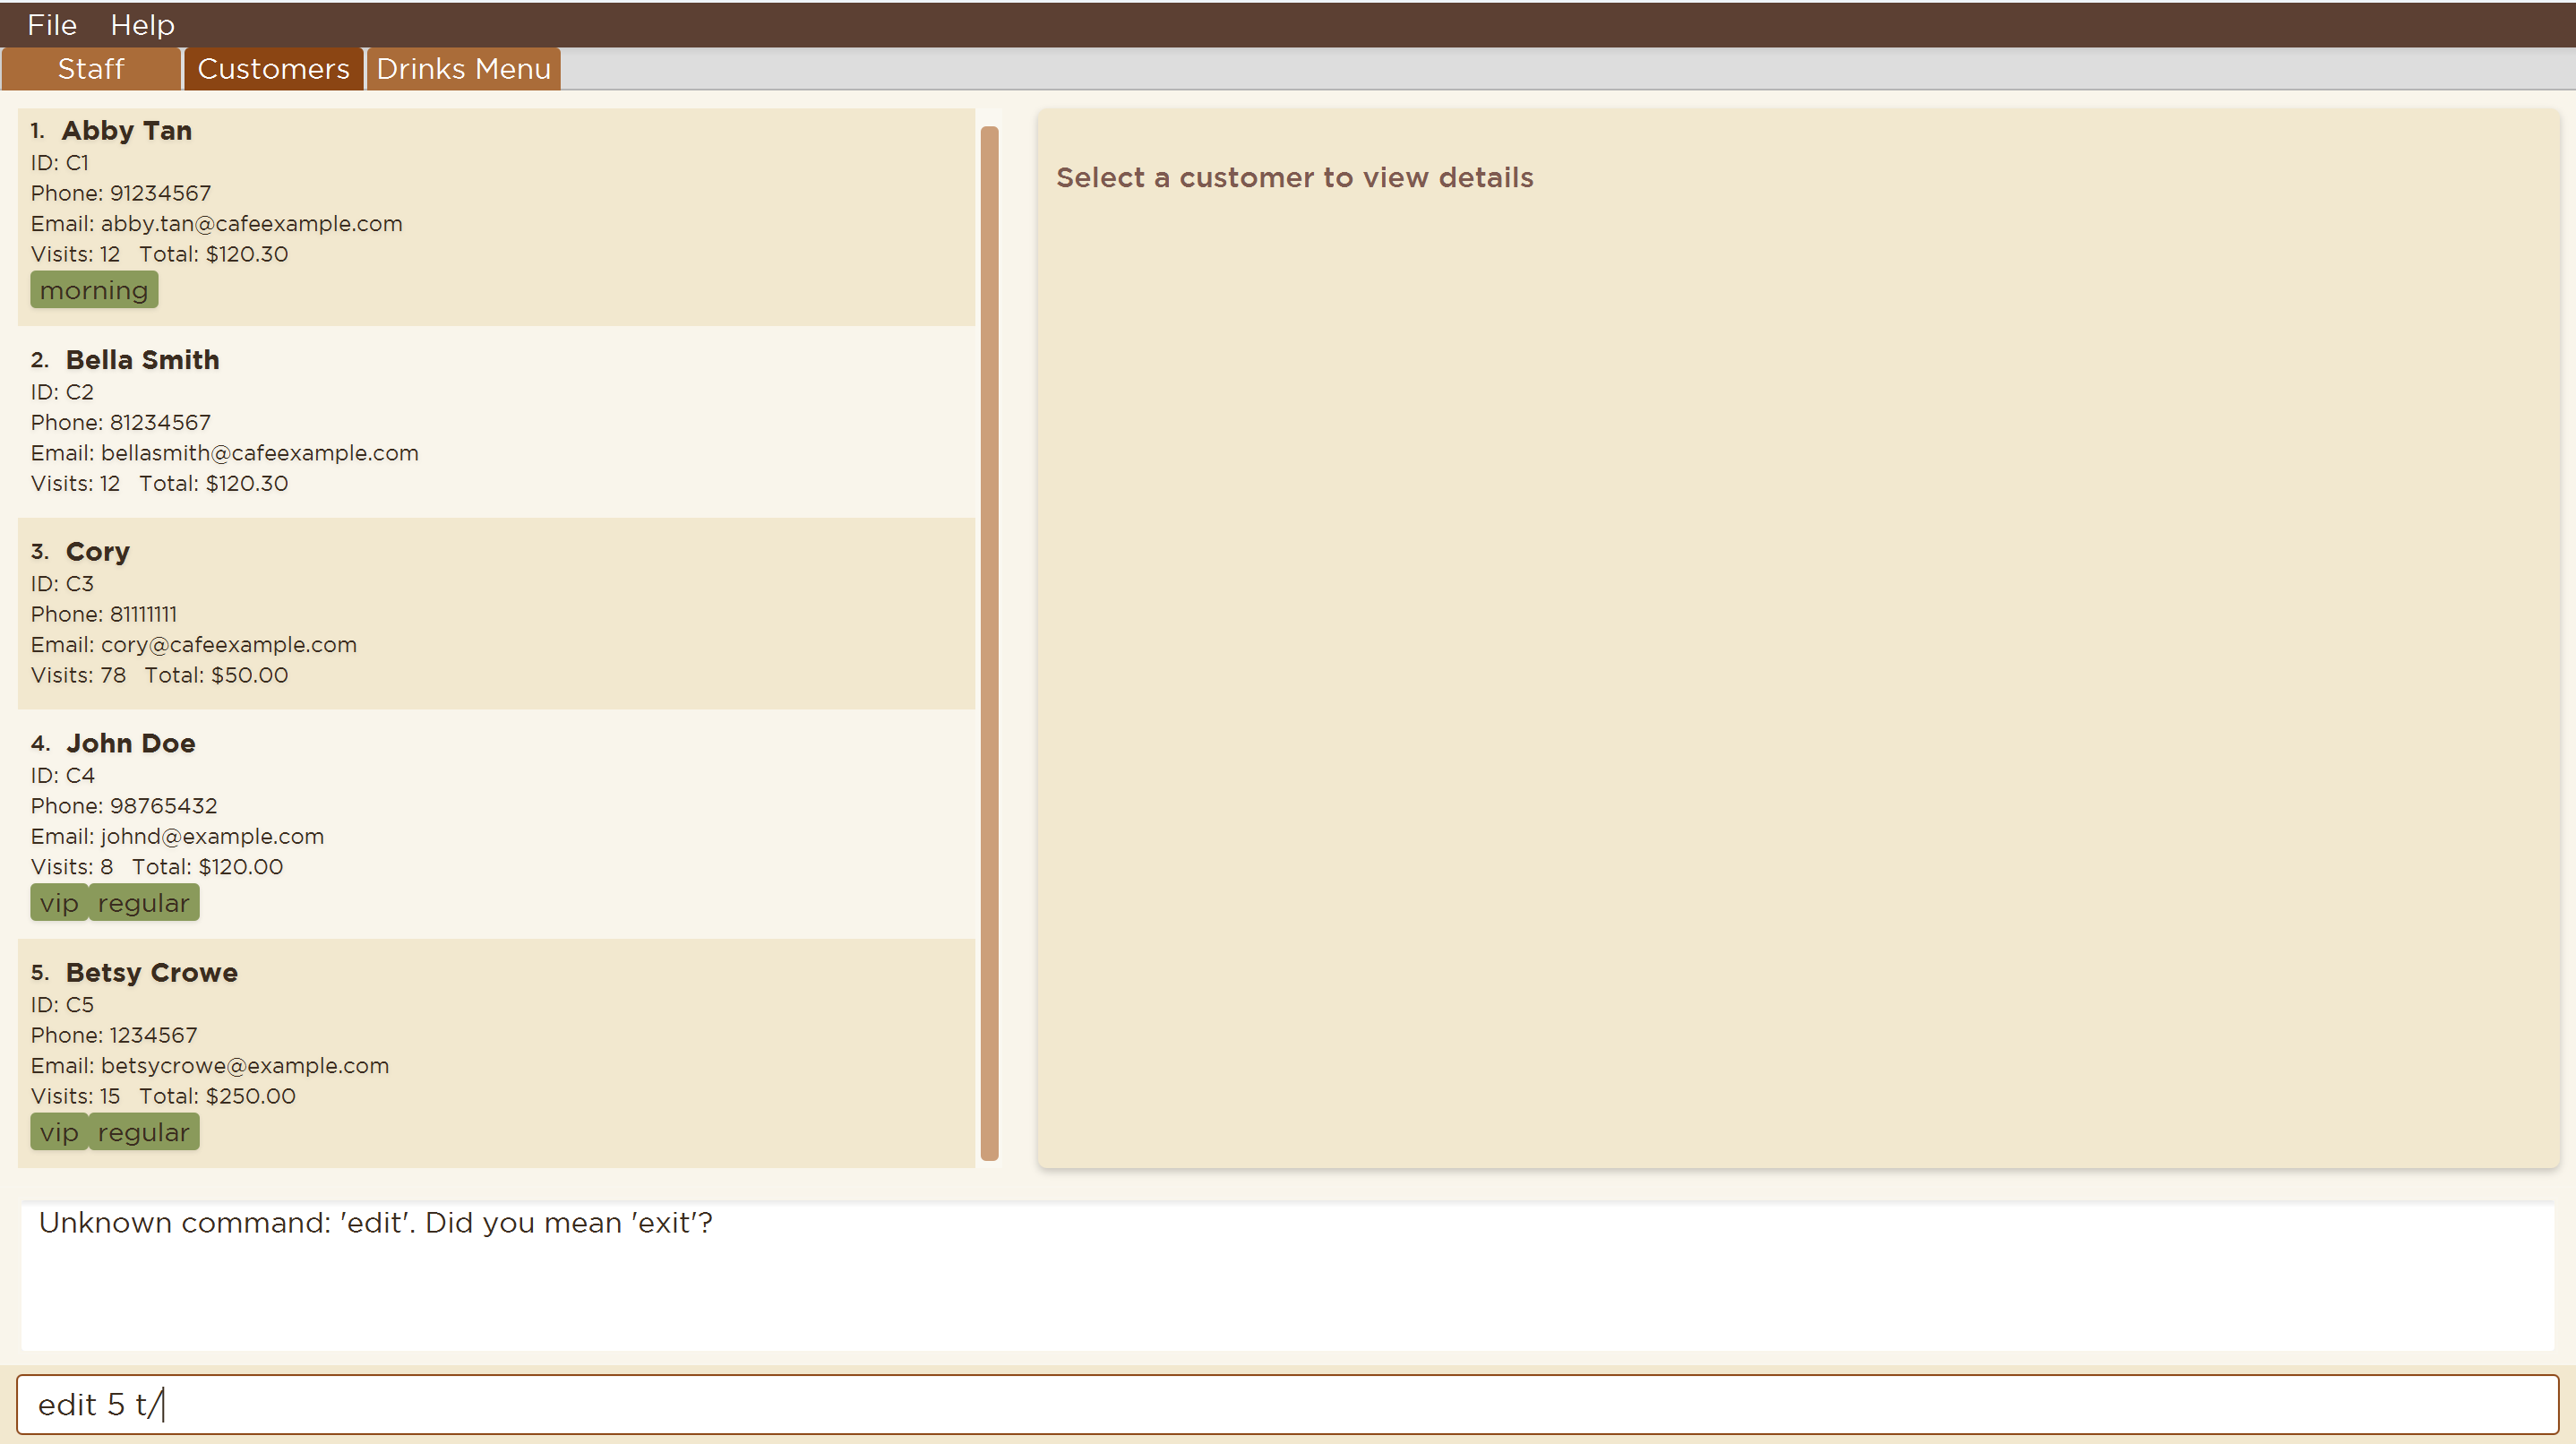 File Help
Staff Customers Drinks Menu
1. Abby Tan
ID: C1
Phone: 91234567
Email: abby.tan@cafeexample.com
Visits: 12 Total: $120.30
morning
2. Bella Smith
ID: C2
Phone: 81234567
Email: bellasmith@cafeexample.com
Visits: 12 Total: $120.30
3. Cory
ID: C3
Phone: 81111111
Email: cory@cafeexample.com
Visits: 78 Total: $50.00
4. John Doe
ID: C4
Phone: 98765432
Email: johnd@example.com
Visits: 8 Total: $120.00
vip regular
5. Betsy Crowe
ID: C5
Phone: 1234567
Email: betsycrowe@example.com
Visits: 15 Total: $250.00
vip regular
Select a customer to view details
Unknown command: 'edit'. Did you mean 'exit'?
edit 5 t/